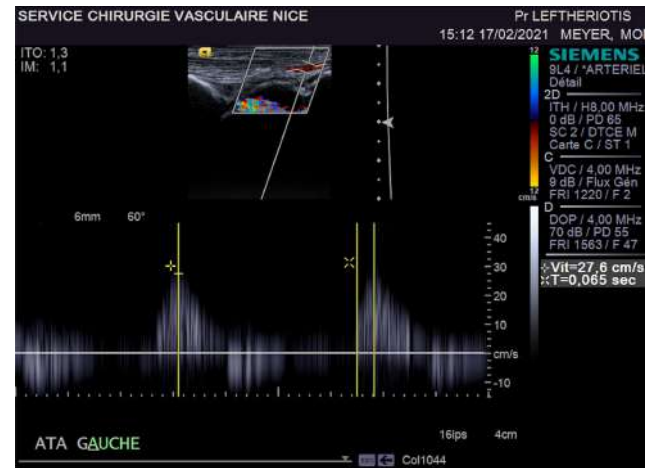 SERVICE CHIRURGIE VASCULAIRE NICE
Pr LEFTHERIOTIS
15:12 17/02/2021 MEYER, MO
ITO: 1,3
IM: 1,1
12
12
cm/s
SIEMENS
9L4 / *ARTERIEL
Détail
2D
ITH / H8,00 MHz
0 dB / PD 65
SC 2 / DTCE M
Carte C / ST 1
C
VDC / 4,00 MHz
9 dB / Flux Gén
FRI 1220 / F 2
D
DOP / 4,00 MHz
70 dB / PD 55
FRI 1563 / F 47
Vit=27,6 cm/s
T=0,065 sec
6mm 60°
40
30
20
10
cm/s
-10
16ips 4cm
ATA GAUCHE
Col1044